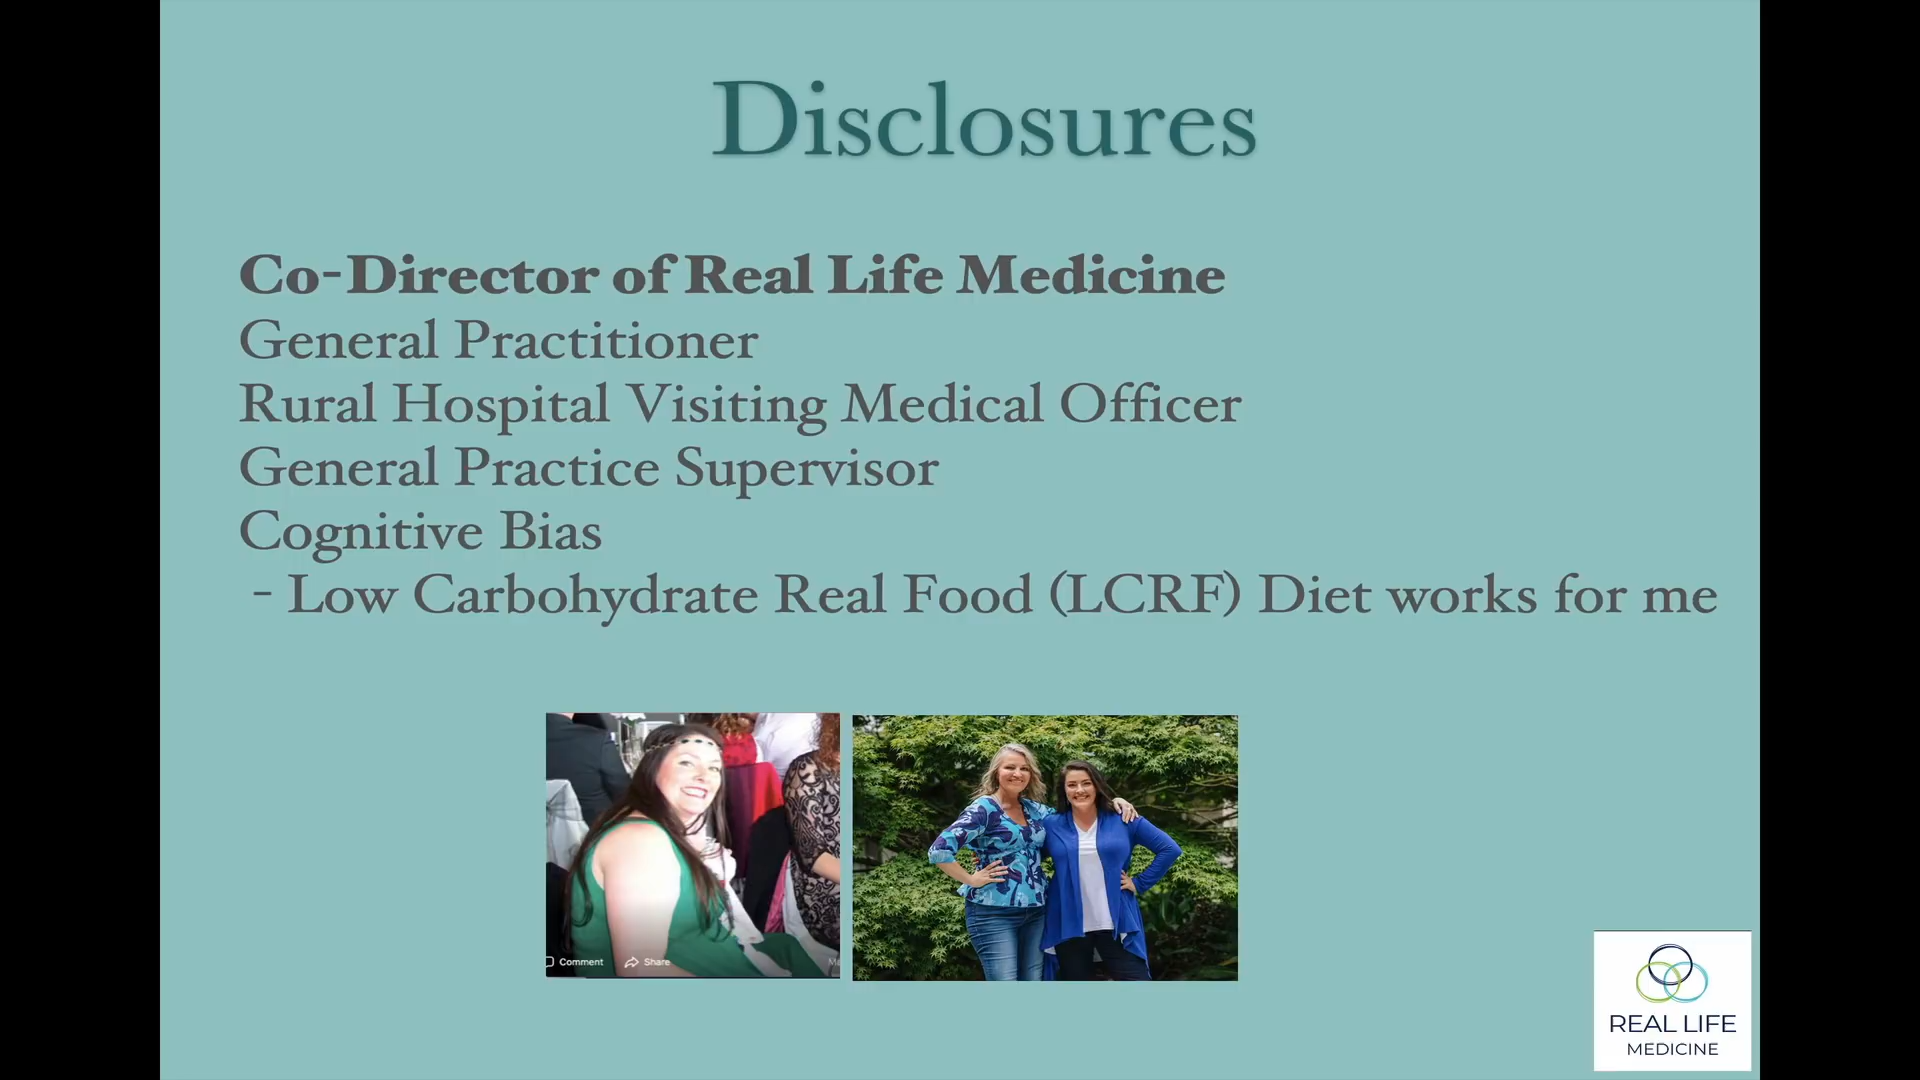 Disclosures
Co-Director of Real Life Medicine
General Practitioner
Rural Hospital Visiting Medical Officer
General Practice Supervisor
Cognitive Bias
- Low Carbohydrate Real Food (LCRF) Diet works for me
Comment Share
REAL LIFE
MEDICINE